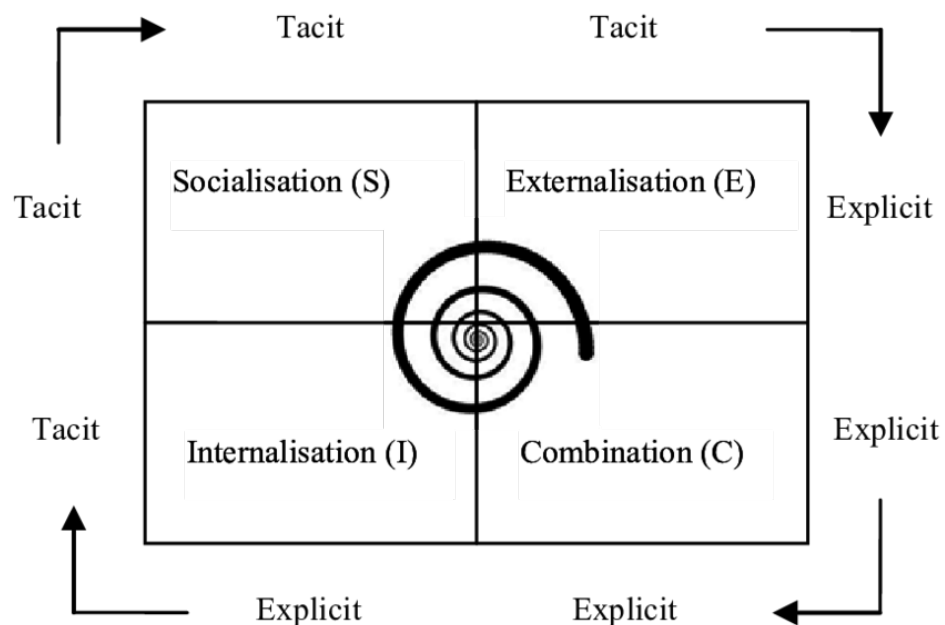 Tacit Tacit
Socialisation (S) Externalisation (E)
Tacit Explicit
Tacit Explicit
Internalisation (I) Combination (C)
Explicit Explicit